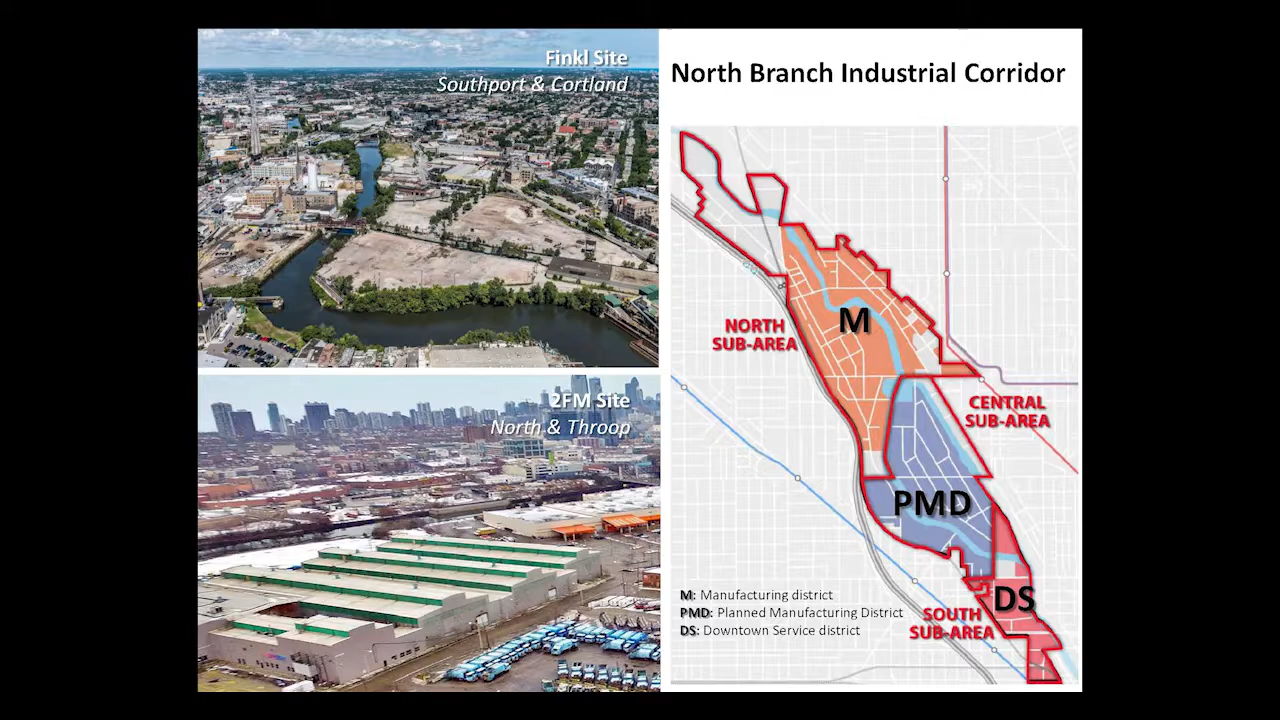 Finkl Site
Southport & Cortland
2FM Site
North & Throop
North Branch Industrial Corridor
M
NORTH
SUB-AREA
CENTRAL
SUB-AREA
PMD
DS
SOUTH
SUB-AREA
M: Manufacturing district
PMD: Planned Manufacturing District
DS: Downtown Service district